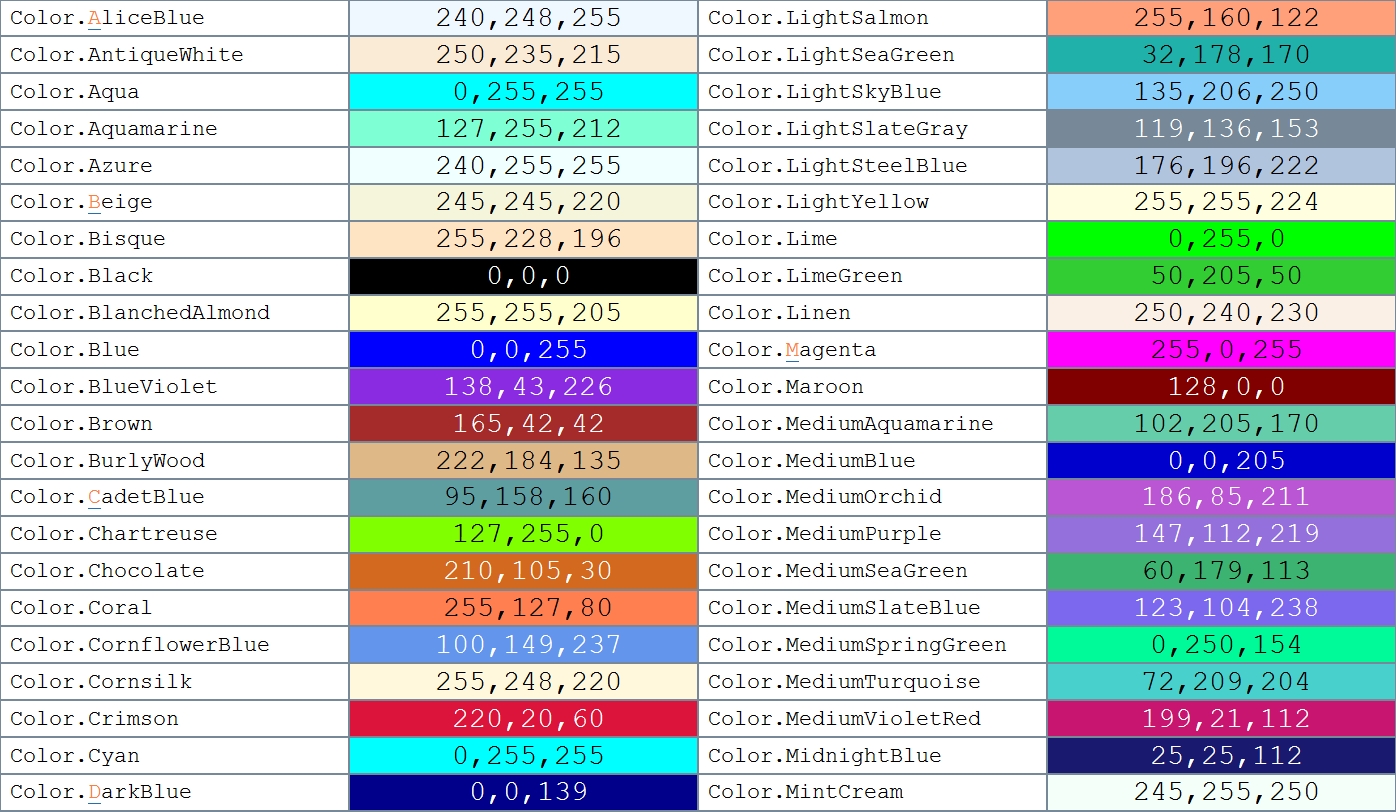 Color.AliceBlue 240,248,255 Color.LightSalmon 255,160,122
Color.AntiqueWhite 250,235,215 Color.LightSeaGreen 32,178,170
Color.Aqua 0,255,255 Color.LightSkyBlue 135,206,250
Color.Aquamarine 127,255,212 Color.LightSlateGray 119,136,153
Color.Azure 240,255,255 Color.LightSteelBlue 176,196,222
Color.Beige 245,245,220 Color.LightYellow 255,255,224
Color.Bisque 255,228,196 Color.Lime 0,255,0
Color.Black 0,0,0 Color.LimeGreen 50,205,50
Color.BlanchedAlmond 255,255,205 Color.Linen 250,240,230
Color.Blue 0,0,255 Color.Magenta 255,0,255
Color.BlueViolet 138,43,226 Color.Maroon 128,0,0
Color.Brown 165,42,42 Color.MediumAquamarine 102,205,170
Color.BurlyWood 222,184,135 Color.MediumBlue 0,0,205
Color.CadetBlue 95,158,160 Color.MediumOrchid 186,85,211
Color.Chartreuse 127,255,0 Color.MediumPurple 147,112,219
Color.Chocolate 210,105,30 Color.MediumSeaGreen 60,179,113
Color.Coral 255,127,80 Color.MediumSlateBlue 123,104,238
Color.CornflowerBlue 100,149,237 Color.MediumSpringGreen 0,250,154
Color.Cornsilk 255,248,220 Color.MediumTurquoise 72,209,204
Color.Crimson 220,20,60 Color.MediumVioletRed 199,21,112
Color.Cyan 0,255,255 Color.MidnightBlue 25,25,112
Color.DarkBlue 0,0,139 Color.MintCream 245,255,250